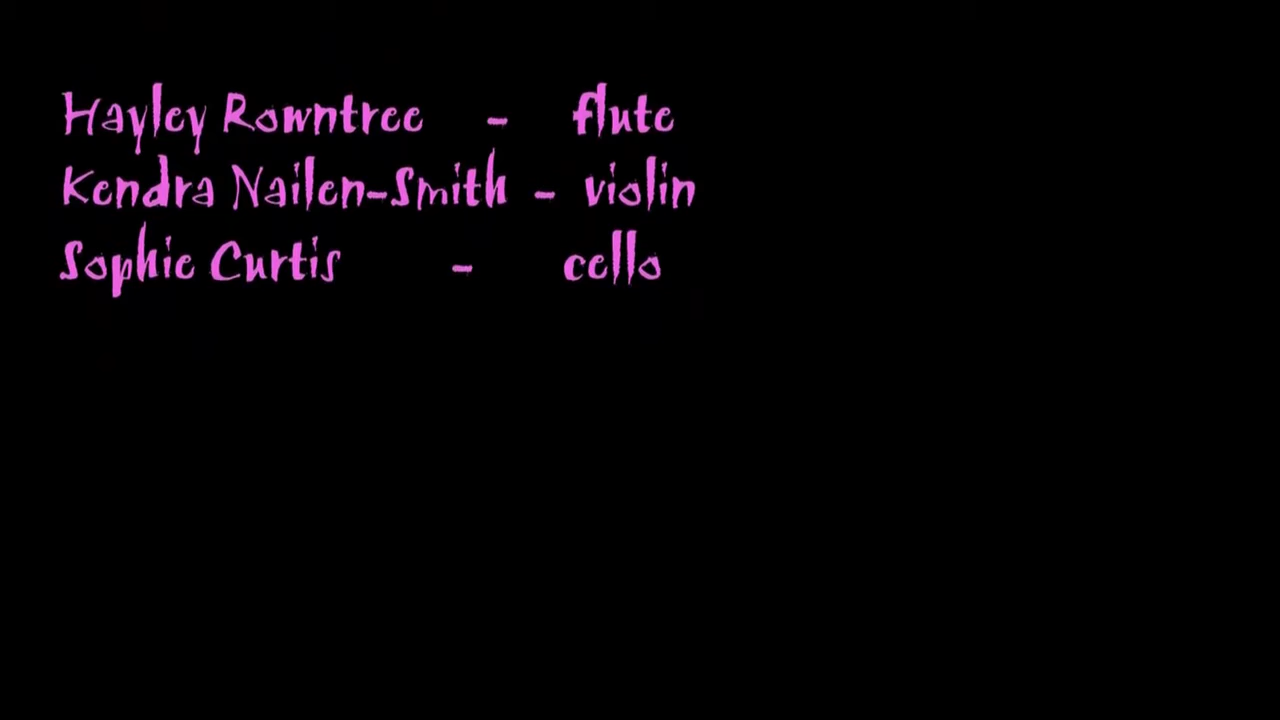 Hayley Rowntree - flute
Kendra Nailen-Smith - violin
Sophie Curtis - cello